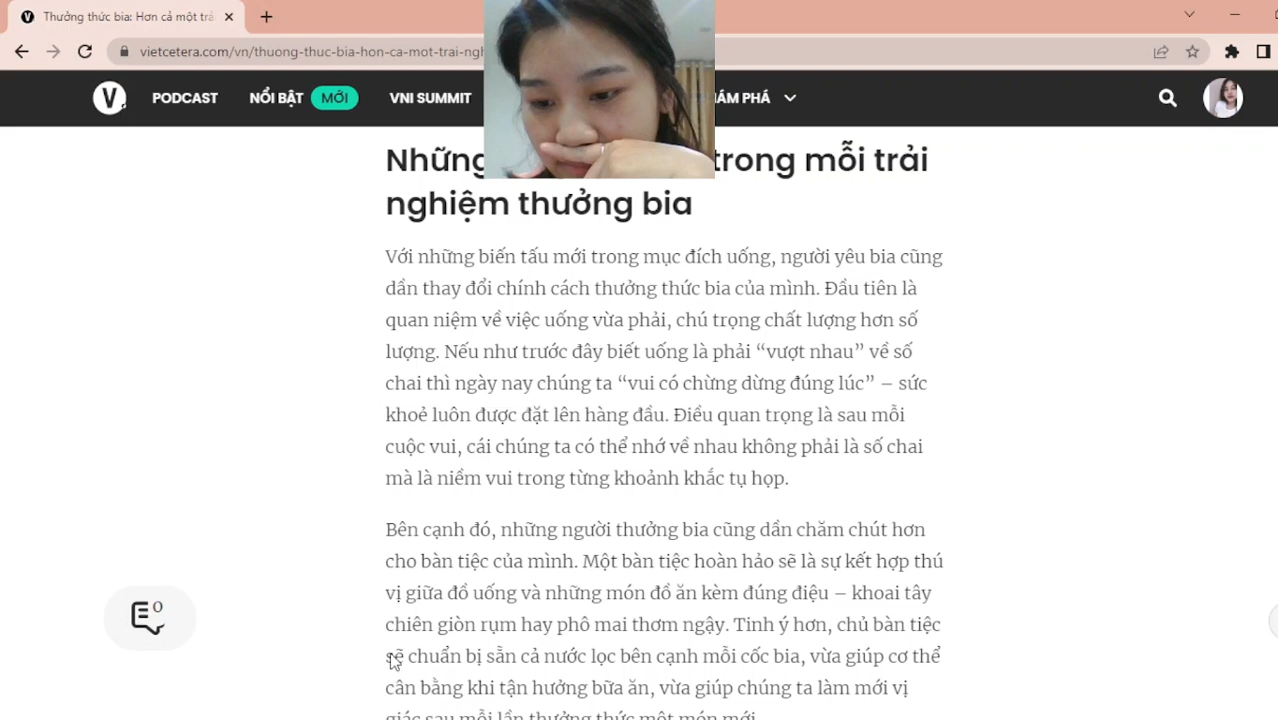 Thưởng thức bia: Hơn cả một trả
vietcetera.com/vn/thuong-thuc-bia-hon-ca-mot-trai-ngh
V
PODCAST
NỔI BẬT
MỚI
VNI SUMMIT
ÁM PHÁ
Những trong mỗi trải
nghiệm thưởng bia
Với những biến tấu mới trong mục đích uống, người yêu bia cũng
dần thay đổi chính cách thưởng thức bia của mình. Đầu tiên là
quan niệm về việc uống vừa phải, chú trọng chất lượng hơn số
lượng. Nếu như trước đây biết uống là phải “vượt nhau” về số
chai thì ngày nay chúng ta “vui có chừng dừng đúng lúc” – sức
khoẻ luôn được đặt lên hàng đầu. Điều quan trọng là sau mỗi
cuộc vui, cái chúng ta có thể nhớ về nhau không phải là số chai
mà là niềm vui trong từng khoảnh khắc tụ họp.
Bên cạnh đó, những người thưởng bia cũng dần chăm chút hơn
cho bàn tiệc của mình. Một bàn tiệc hoàn hảo sẽ là sự kết hợp thú
vị giữa đồ uống và những món đồ ăn kèm đúng điệu – khoai tây
chiên giòn rụm hay phô mai thơm ngậy. Tinh ý hơn, chủ bàn tiệc
sẽ chuẩn bị sẵn cả nước lọc bên cạnh mỗi cốc bia, vừa giúp cơ thể
0
cân bằng khi tận hưởng bữa ăn, vừa giúp chúng ta làm mới vị
giác sau mỗi lần thưởng thức một món mới.